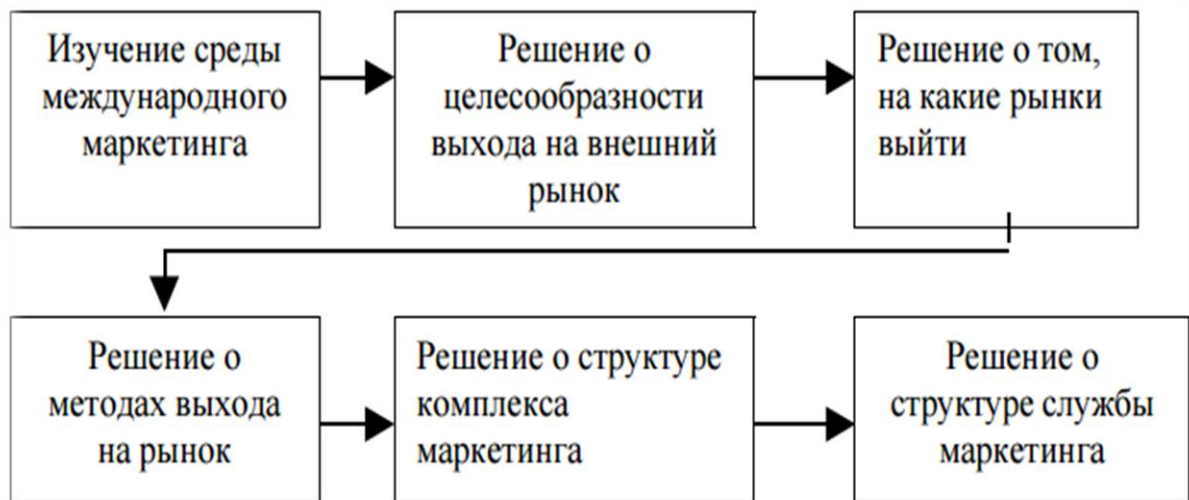 Изучение среды
международного
маркетинга
Решение о
целесообразности
выхода на внешний
рынок
Решение о том,
на какие рынки
выйти
Решение о
методах выхода
на рынок
Решение о структуре
комплекса
маркетинга
Решение о
структуре службы
маркетинга